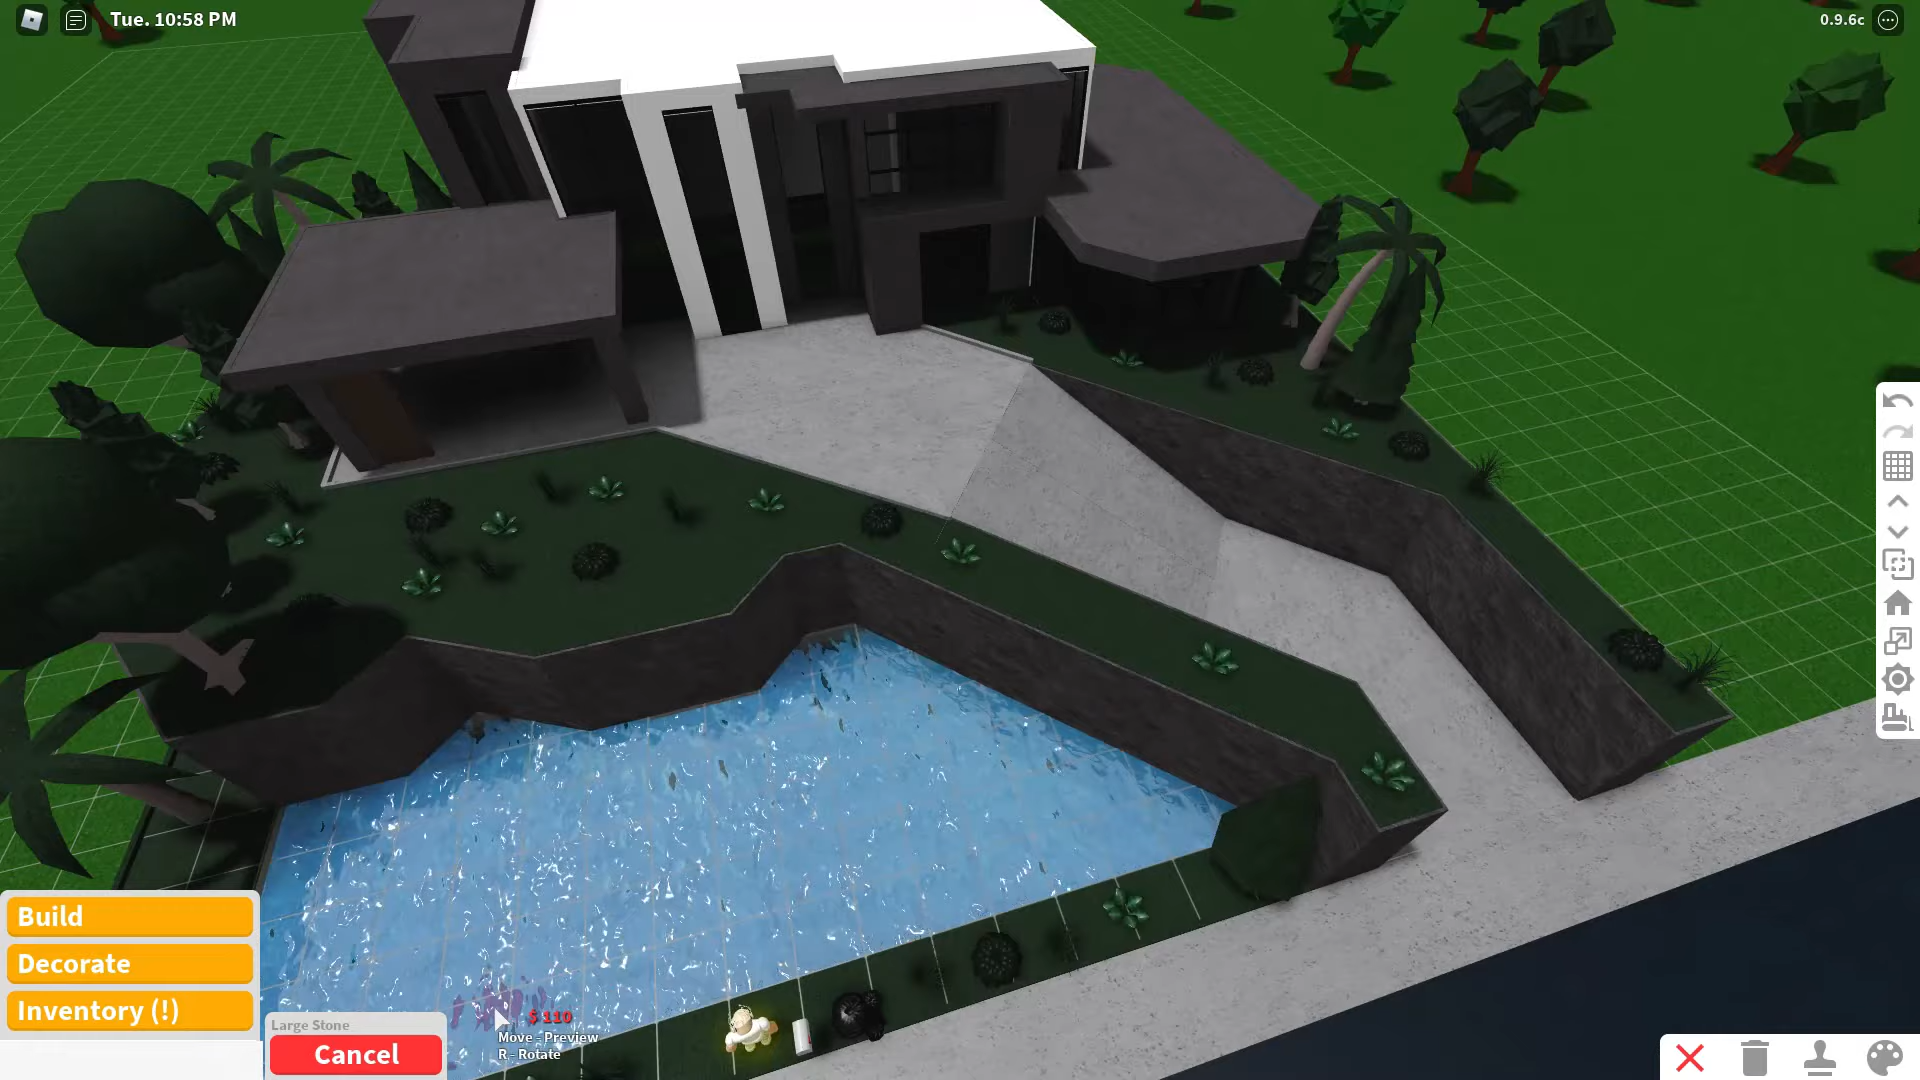 Tue. 10:58 PM
0.9.6c
Build
Decorate
Inventory (!)
Large Stone
Cancel
$ 110
Move - Preview
R - Rotate